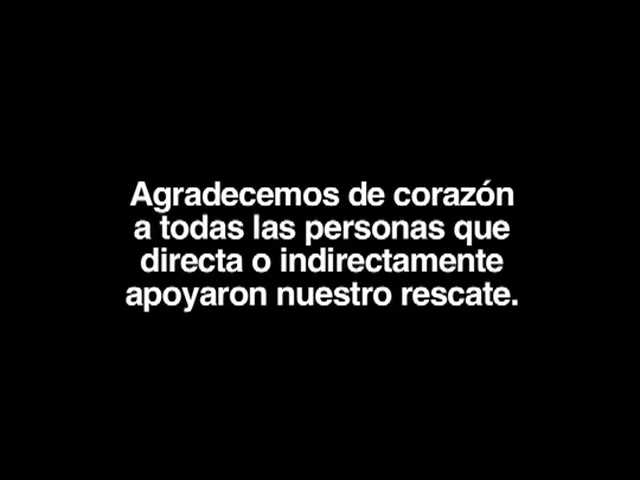 Agradecemos de corazón
a todas las personas que
directa o indirectamente
apoyaron nuestro rescate.